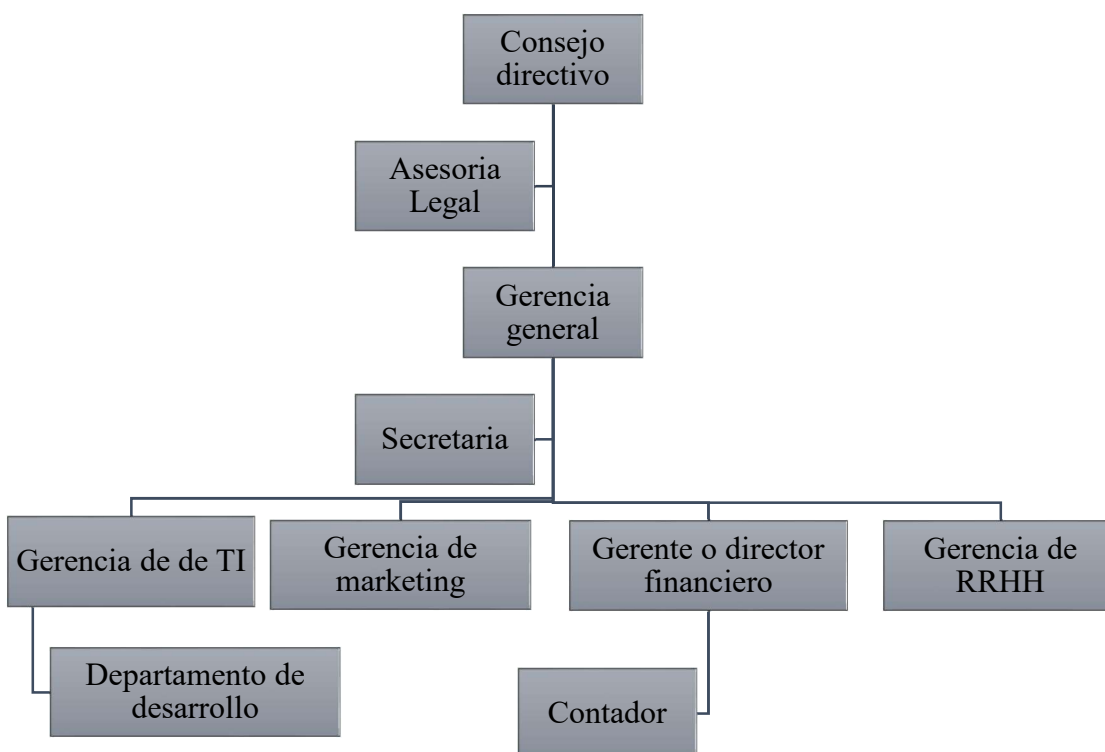 Consejo
directivo
Asesoria
Legal
Gerencia
general
Secretaria
Gerencia de de TI
Gerencia de
marketing
Gerente o director
financiero
Gerencia de
RRHH
Departamento de
desarrollo
Contador